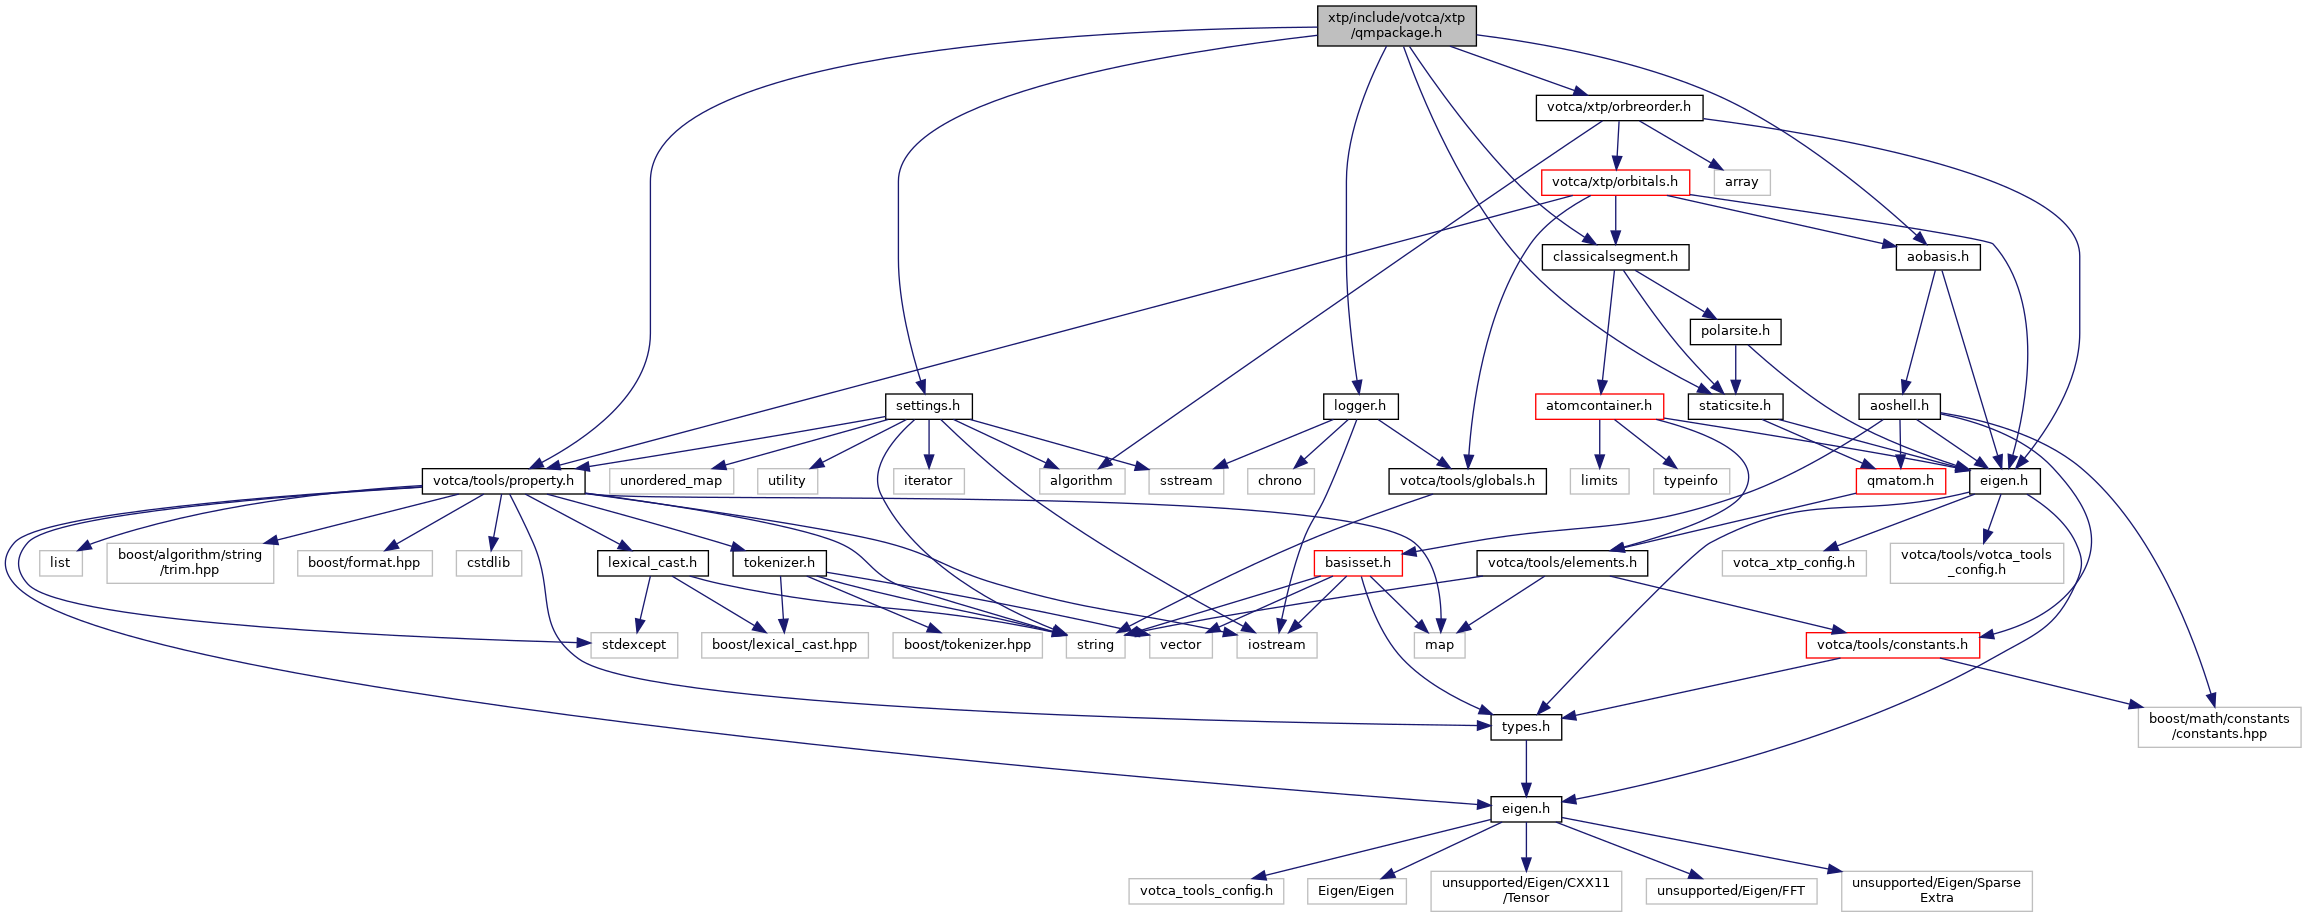 xtp/include/votca/xtp
/qmpackage.h
votca/xtp/orbreorder.h
votca/xtp/orbitals.h
array
classicalsegment.h
aobasis.h
polarsite.h
settings.h
logger.h
atomcontainer.h
staticsite.h
aoshell.h
votca/tools/property.h
unordered_map
utility
iterator
algorithm
sstream
chrono
votca/tools/globals.h
limits
typeinfo
qmatom.h
eigen.h
list
boost/algorithm/string
/trim.hpp
boost/format.hpp
cstdlib
lexical_cast.h
tokenizer.h
basisset.h
votca/tools/elements.h
votca_xtp_config.h
votca/tools/votca_tools
_config.h
stdexcept
boost/lexical_cast.hpp
boost/tokenizer.hpp
string
vector
iostream
map
votca/tools/constants.h
types.h
boost/math/constants
/constants.hpp
eigen.h
votca_tools_config.h
Eigen/Eigen
unsupported/Eigen/CXX11
/Tensor
unsupported/Eigen/FFT
unsupported/Eigen/Sparse
Extra